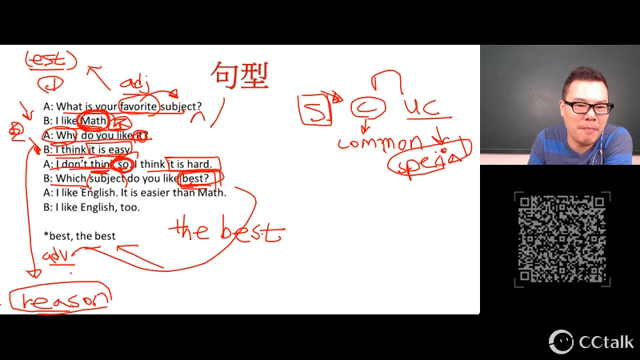 (est)
adj
句型
A: What is your favorite subject?
B: I like Math.
A: Why do you like it?
B: I think it is easy.
A: I don't think so. I think it is hard.
B: Which subject do you like best?
A: I like English. It is easier than Math.
B: I like English, too.
*best, the best
adv
reason
the best
S C UC
common
special
CCtalk